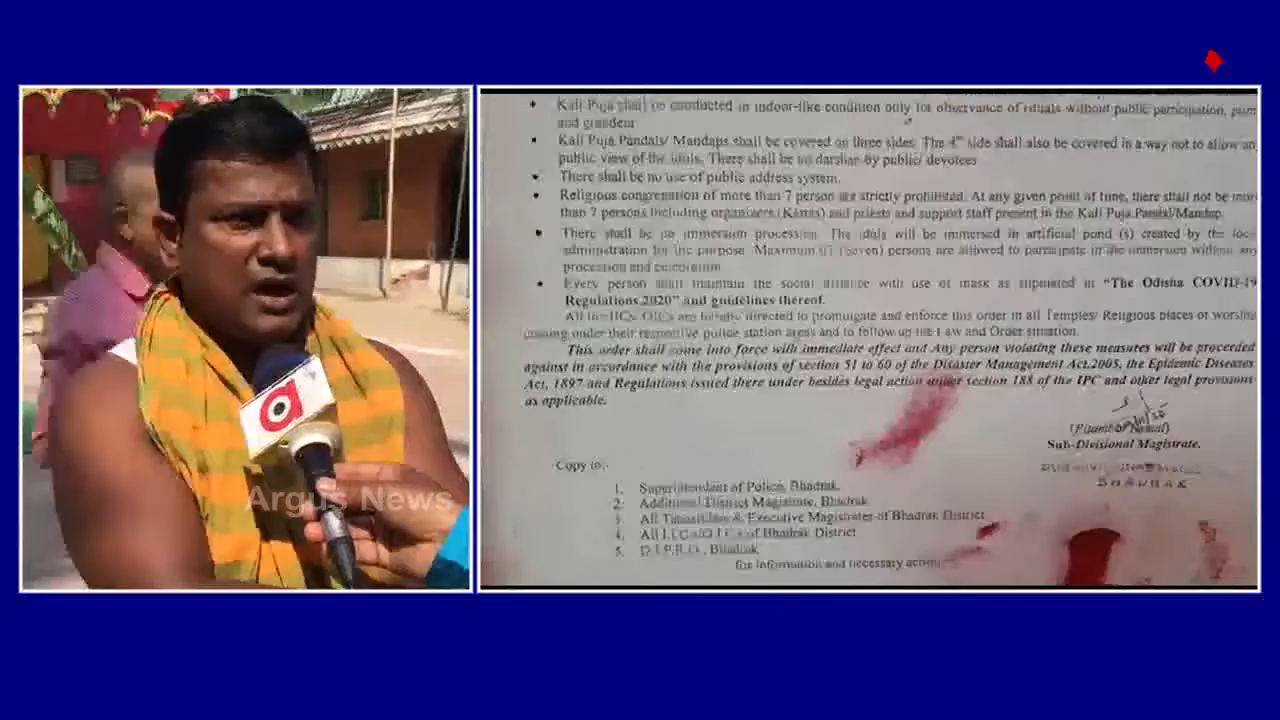 Kali Puja shall be conducted in indoor-like condition only for observance of rituals without public participation, pomp
and grandeur
Kali Puja Pandals/ Mandaps shall be covered on three sides. The 4th side shall also be covered in a way not to allow an
public view of the idols. There shall be no darshan by public/ devotees
There shall be no use of public address system.
Religious congregation of more than 7 person are strictly prohibited. At any given point of time, there shall not be mor
than 7 persons including organizers (Kartas) and priests and support staff present in the Kali Puja Pandal/Mandap.
There shall be no immersion procession. The idols will be immersed in artificial pond (s) created by the loca
administration for the purpose. Maximum 07 (Seven) persons are allowed to participate in the immersion without any
procession and
Every person shall maintain the social distance with use of mask as stipulated in "The Odisha COVID-19
Regulations 2020" and guidelines thereof.
All the IICs, OICs are hereby directed to promulgate and enforce this order in all Temples/ Religious places of worship
coming under their respective police station areas and to follow up the Law and Order situation.
This order shall come into force with immediate effect and Any person violating these measures will be proceeded
against in accordance with the provisions of section 51 to 60 of the Disaster Management Act.2005, the Epidemic Diseases
Act, 1897 and Regulations issued there under besides legal action under section 188 of the IPC and other legal provisions
as applicable.
Sub-Divisional Magistrate.
BHADRAK
Copy to:-
1. Superintendent of Police, Bhadrak.
2. Additional District Magistrate, Bhadrak
3. All Tahasildars & Executive Magistrates of Bhadrak District
4. All I.I.Cs/O.I.Cs of Bhadrak District
5. D.I.P.R.O., Bhadrak
for information and necessary action
a
Argus News